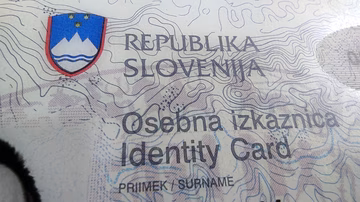 REPUBLIKA
SLOVENIJA
Osebna izkaznica
Identity Card
PRIIMEK / SURNAME